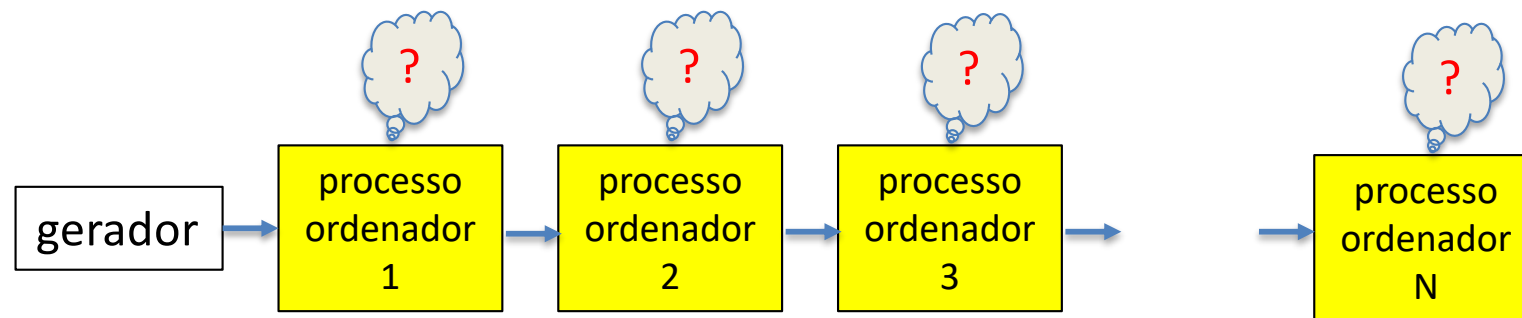 ?
?
?
?
gerador
processo
ordenador
1
processo
ordenador
2
processo
ordenador
3
processo
ordenador
N